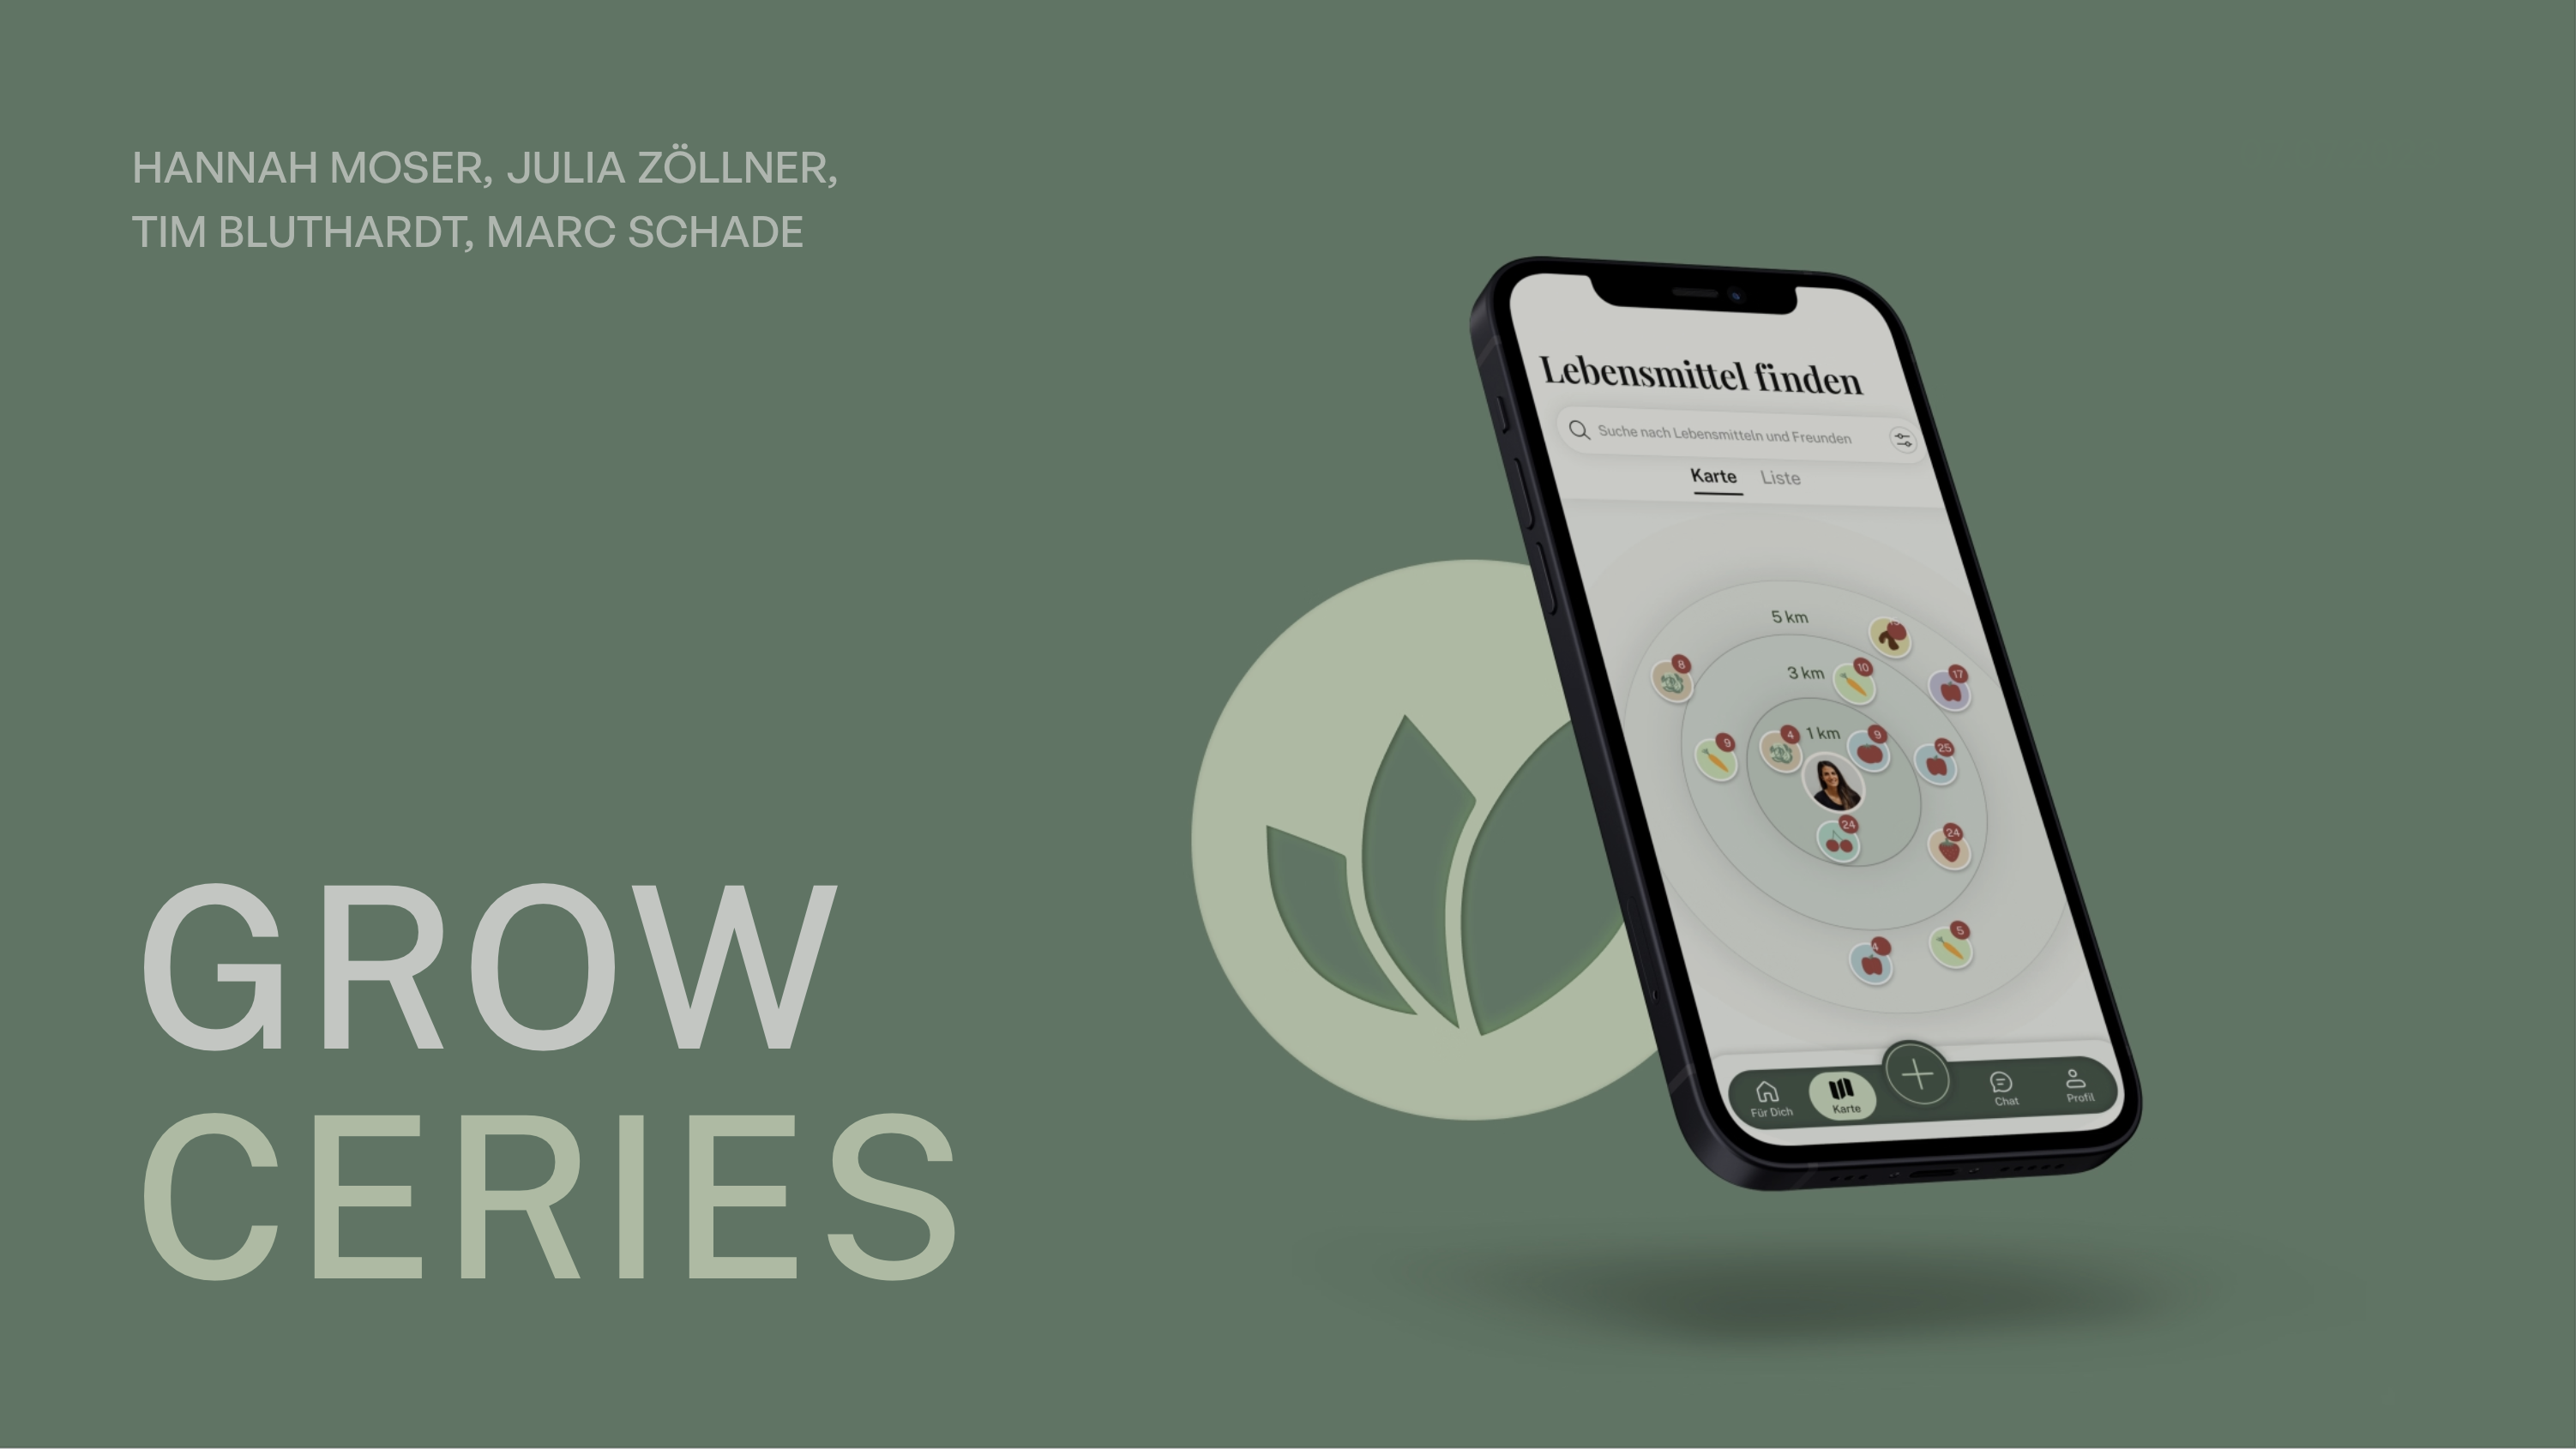 HANNAH MOSER, JULIA ZÖLLNER,
TIM BLUTHARDT, MARC SCHADE
GROW
CERIES
Lebensmittel finden
Suche nach Lebensmitteln und Freunden
Karte Liste
5 km
8
10
17
3 km
9
4
1 km
9
25
24
24
4
5
Für Dich
Karte
Chat
Profil